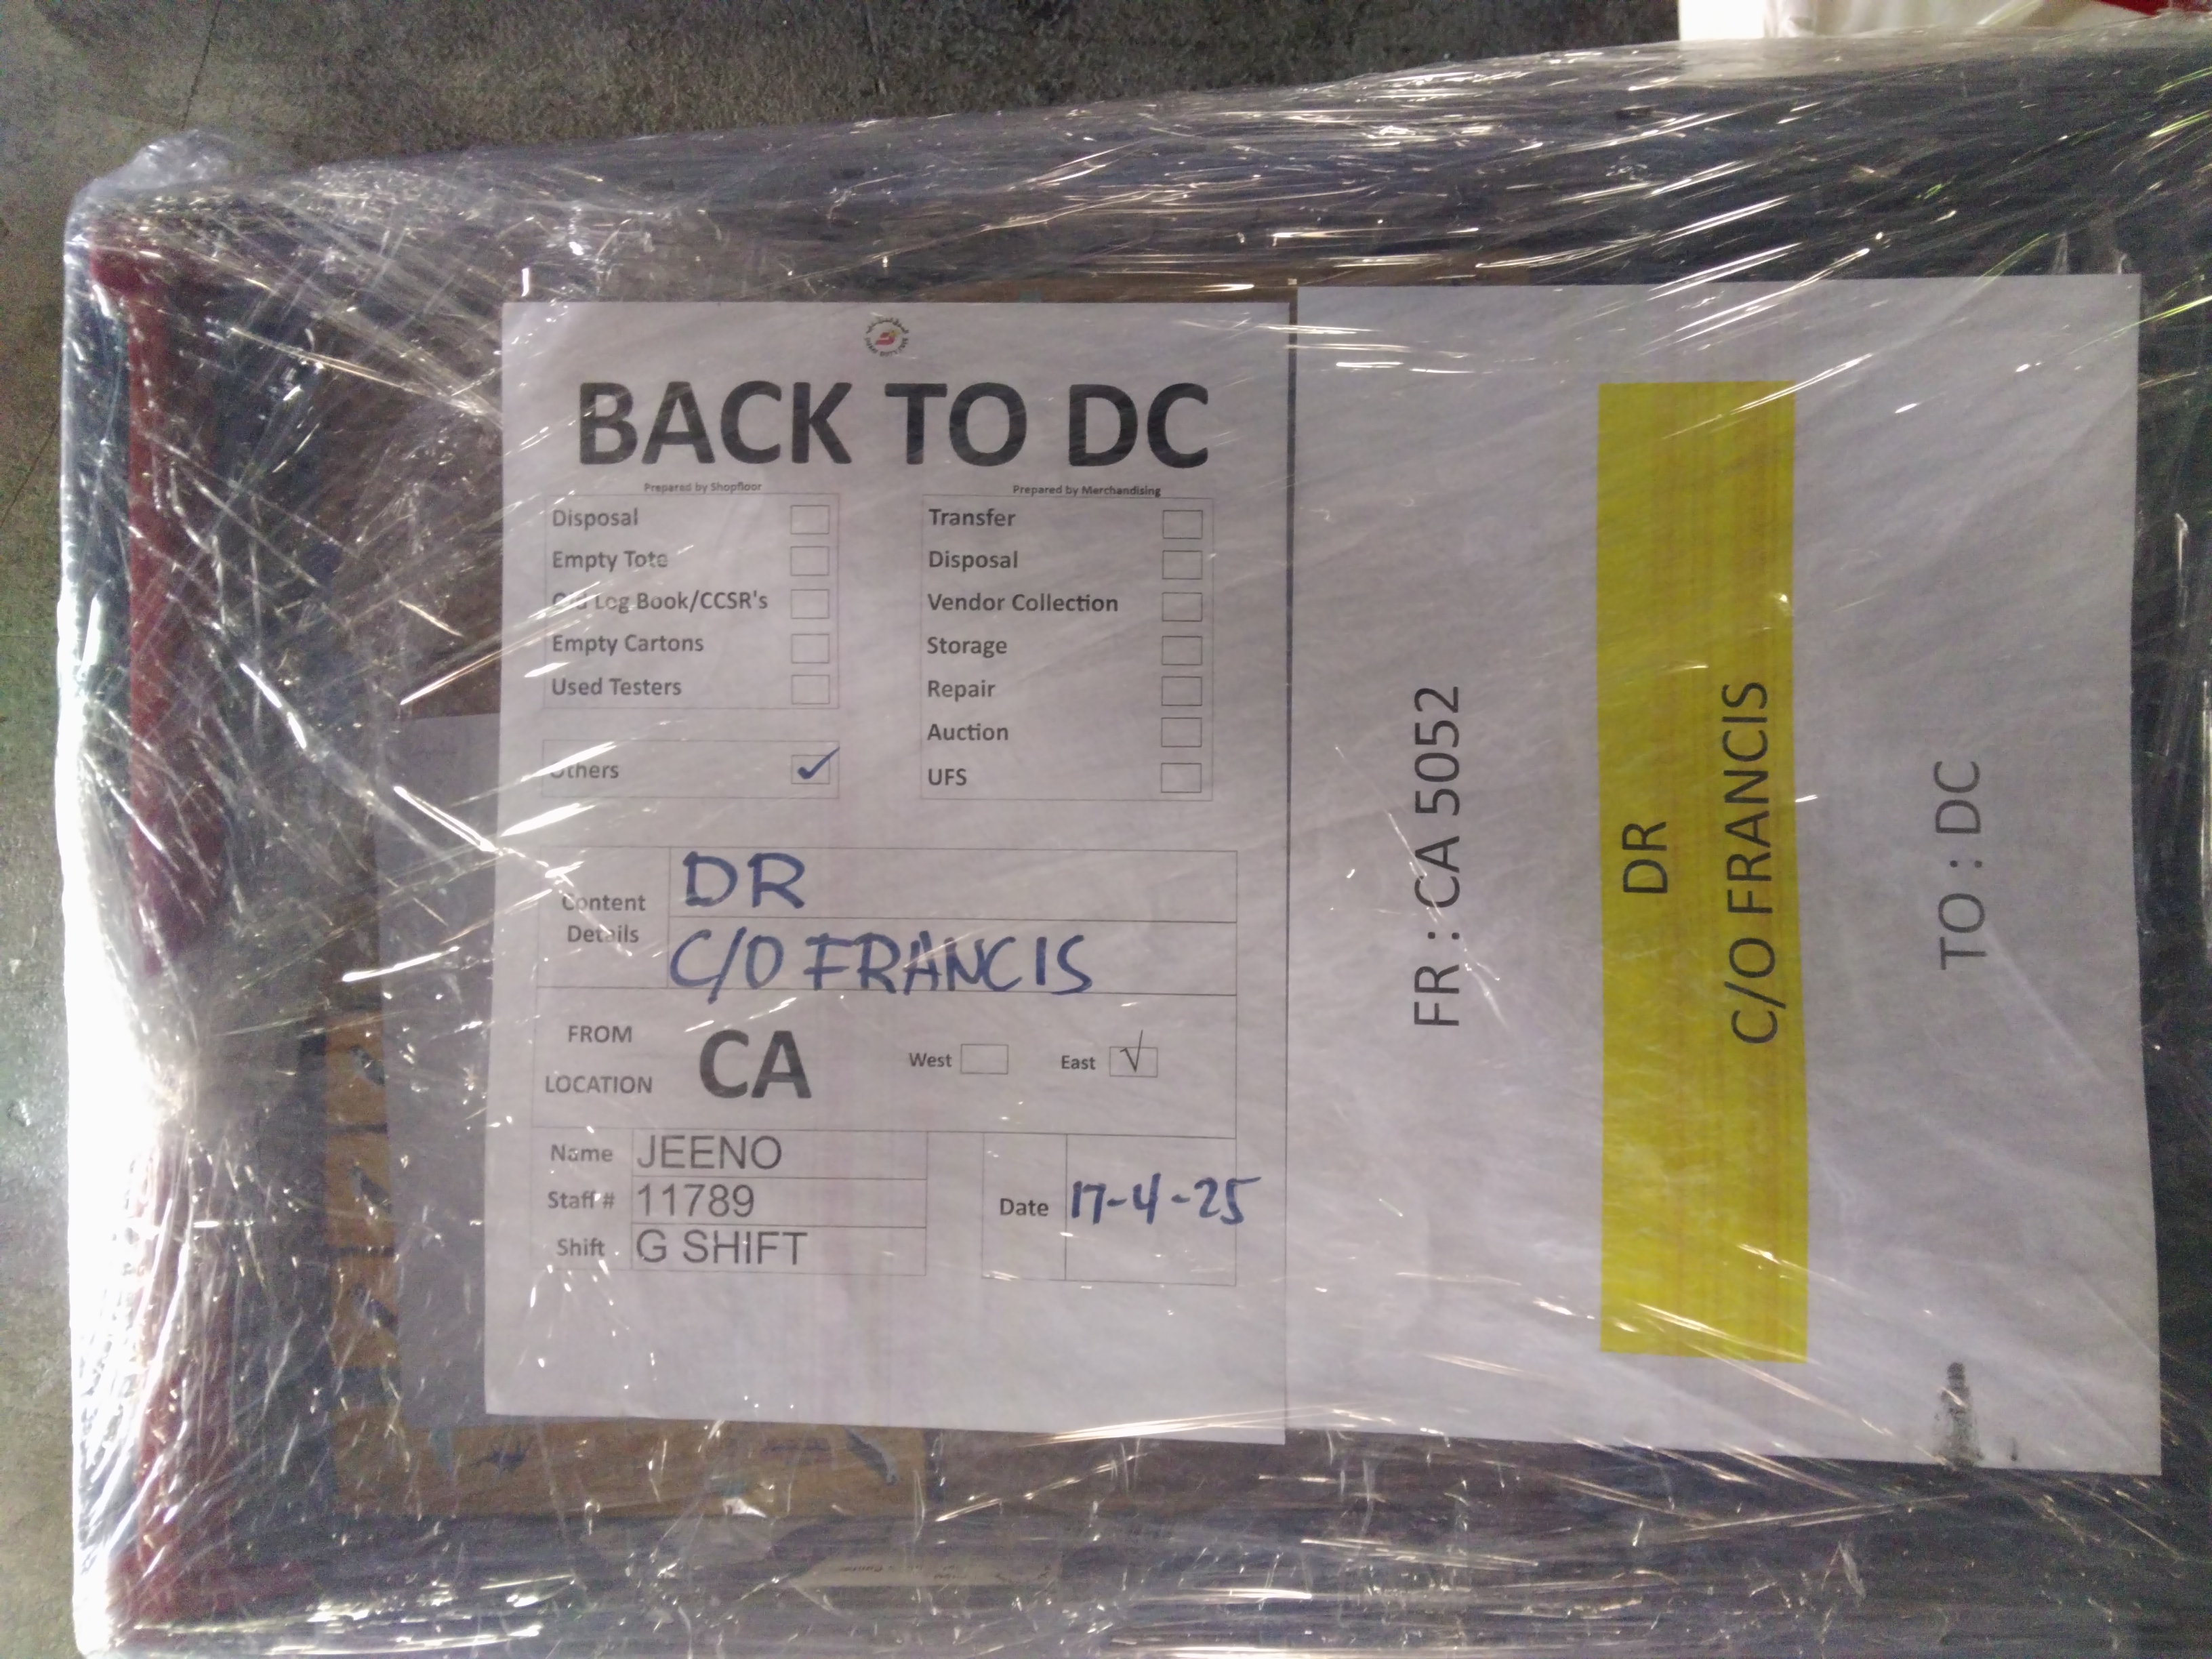 BACK TO DC
Prepared by Shopfloor
Disposal
Empty Tote
Old Log Book/CCSR's
Empty Cartons
Used Testers
Others
Prepared by Merchandising
Transfer
Disposal
Vendor Collection
Storage
Repair
Auction
UFS
Content Details
DR
C/O FRANCIS
FROM LOCATION
CA
West
East
Name JEENO
Staff # 11789
Shift G SHIFT
Date 17-4-25
FR : CA 5052
DR
C/O FRANCIS
TO : DC